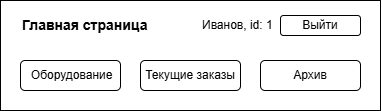 Главная страница Иванов, id: 1 Выйти
Оборудование Текущие заказы Архив